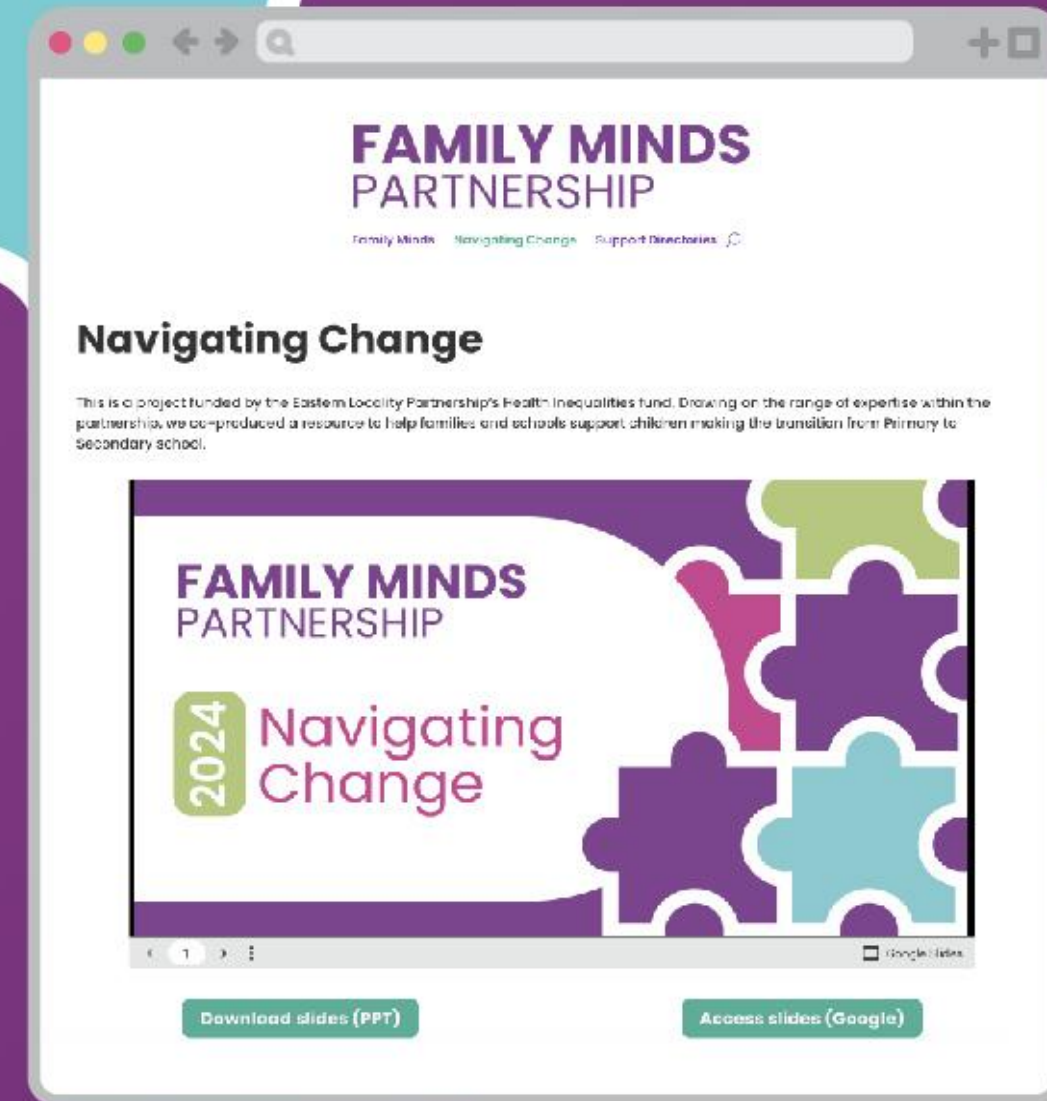 FAMILY MINDS
PARTNERSHIP
Family Minds Navigating Change Support Directories
Navigating Change
This is a project funded by the Eastern Locality Partnership's Health Inequalities fund. Drawing on the range of expertise within the
partnership, we co-produced a resource to help families and schools support children making the transition from Primary to
Secondary school.
FAMILY MINDS
PARTNERSHIP
2024
Navigating
Change
1
Google Slides
Download slides (PPT)
Access slides (Google)